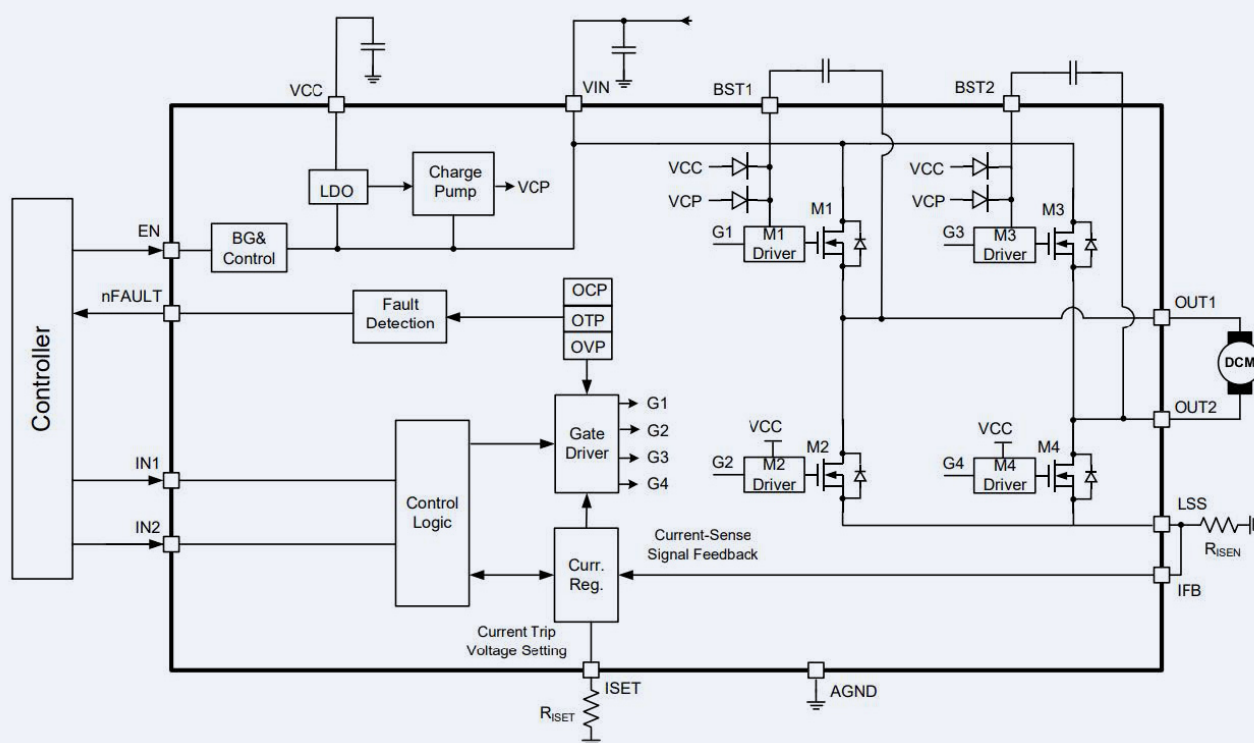 VCC
VIN
BST1
BST2
LDO
Charge
Pump
VCP
VCC
VCP
M1
M1
Driver
G1
VCC
VCP
M3
M3
Driver
G3
EN
BG&
Control
nFAULT
Fault
Detection
OCP
OTP
OVP
OUT1
DCM
OUT2
Controller
Gate
Driver
G1
G2
G3
G4
VCC
G2
M2
Driver
M2
VCC
G4
M4
Driver
M4
IN1
IN2
Control
Logic
Curr.
Reg.
Current-Sense
Signal Feedback
LSS
RISEN
IFB
Current Trip
Voltage Setting
ISET
RISET
AGND